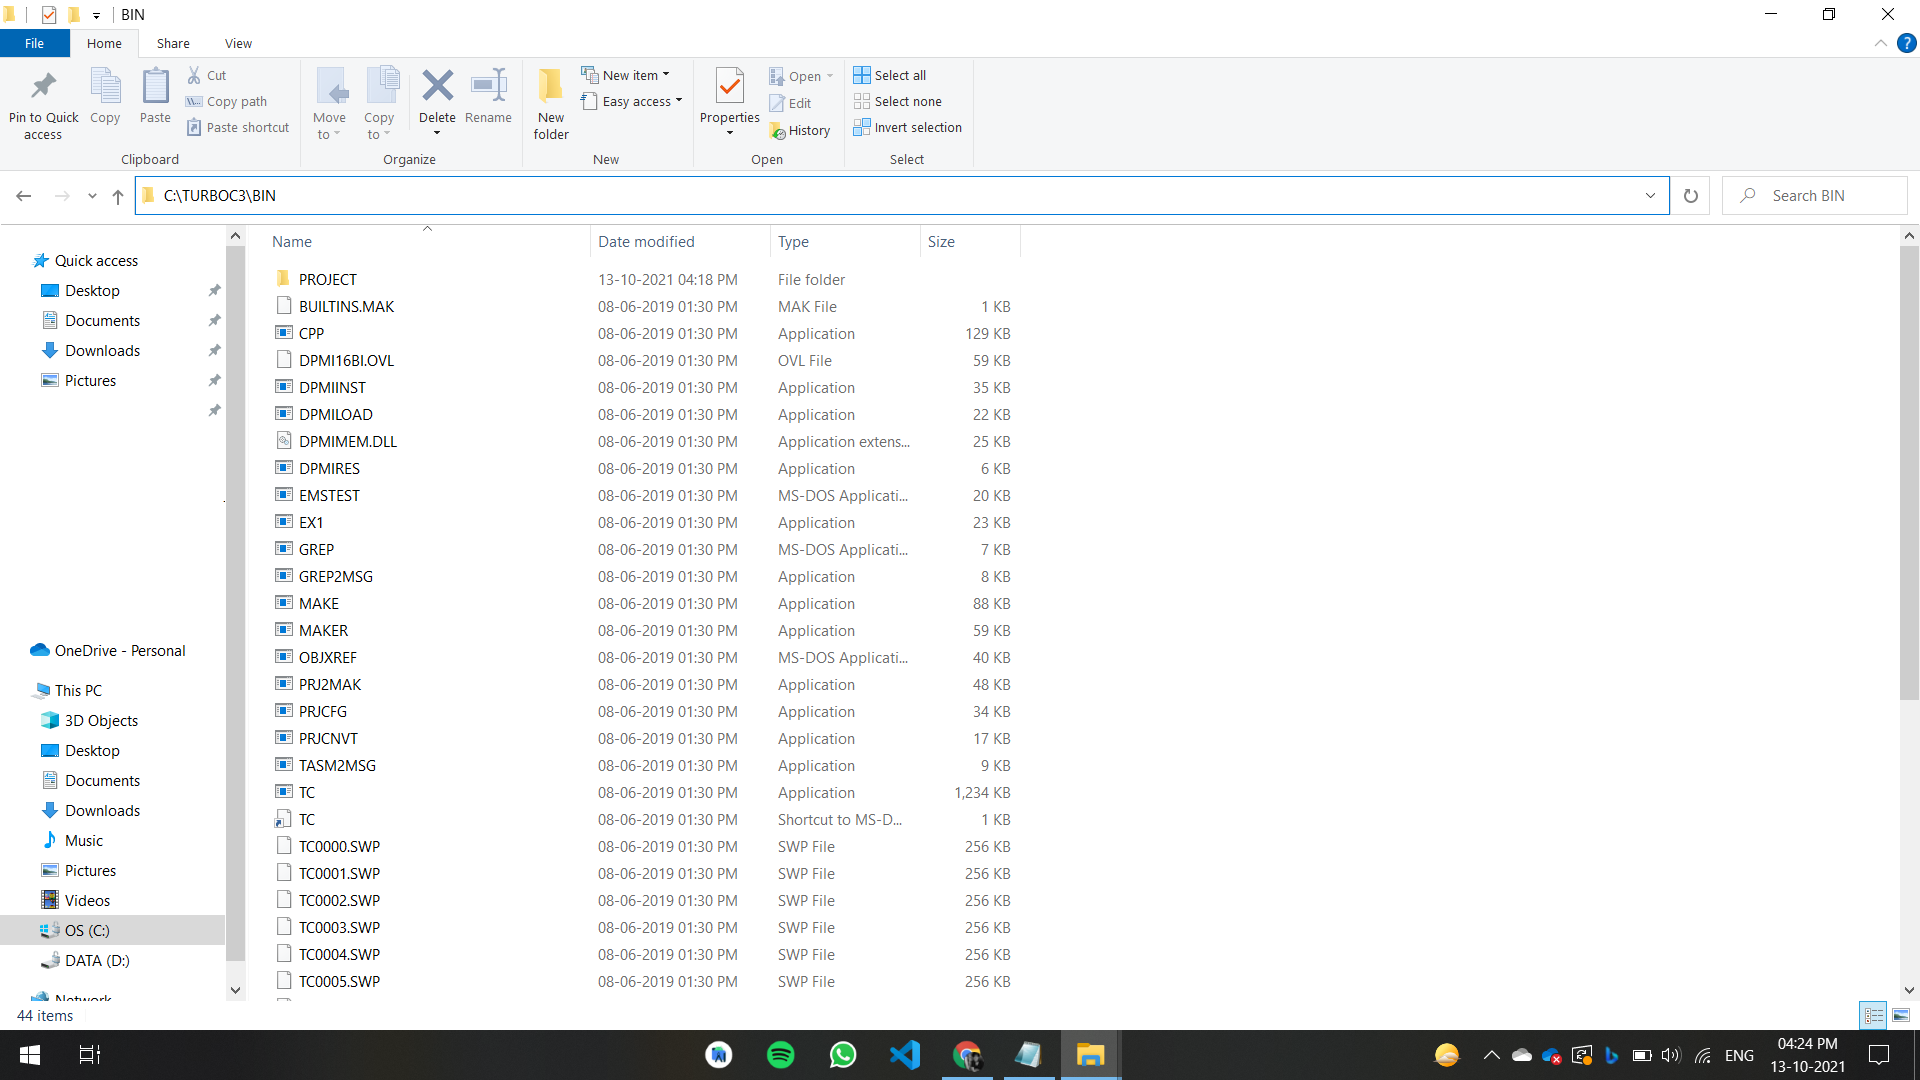 BIN
File Home Share View
Pin to Quick access
Copy
Paste
Cut
Copy path
Paste shortcut
Clipboard
Move to
Copy to
Delete
Rename
Organize
New folder
New item
Easy access
New
Properties
Open
Edit
History
Open
Select all
Select none
Invert selection
Select
C:\TURBOC3\BIN
Search BIN
Quick access
Desktop
Documents
Downloads
Pictures
OneDrive - Personal
This PC
3D Objects
Desktop
Documents
Downloads
Music
Pictures
Videos
OS (C:)
DATA (D:)
Network
Name Date modified Type Size
PROJECT 13-10-2021 04:18 PM File folder
BUILTINS.MAK 08-06-2019 01:30 PM MAK File 1 KB
CPP 08-06-2019 01:30 PM Application 129 KB
DPMI16BI.OVL 08-06-2019 01:30 PM OVL File 59 KB
DPMIINST 08-06-2019 01:30 PM Application 35 KB
DPMILOAD 08-06-2019 01:30 PM Application 22 KB
DPMIMEM.DLL 08-06-2019 01:30 PM Application extens... 25 KB
DPMIRES 08-06-2019 01:30 PM Application 6 KB
EMSTEST 08-06-2019 01:30 PM MS-DOS Applicati... 20 KB
EX1 08-06-2019 01:30 PM Application 23 KB
GREP 08-06-2019 01:30 PM MS-DOS Applicati... 7 KB
GREP2MSG 08-06-2019 01:30 PM Application 8 KB
MAKE 08-06-2019 01:30 PM Application 88 KB
MAKER 08-06-2019 01:30 PM Application 59 KB
OBJXREF 08-06-2019 01:30 PM MS-DOS Applicati... 40 KB
PRJ2MAK 08-06-2019 01:30 PM Application 48 KB
PRJCFG 08-06-2019 01:30 PM Application 34 KB
PRJCNVT 08-06-2019 01:30 PM Application 17 KB
TASM2MSG 08-06-2019 01:30 PM Application 9 KB
TC 08-06-2019 01:30 PM Application 1,234 KB
TC 08-06-2019 01:30 PM Shortcut to MS-D... 1 KB
TC0000.SWP 08-06-2019 01:30 PM SWP File 256 KB
TC0001.SWP 08-06-2019 01:30 PM SWP File 256 KB
TC0002.SWP 08-06-2019 01:30 PM SWP File 256 KB
TC0003.SWP 08-06-2019 01:30 PM SWP File 256 KB
TC0004.SWP 08-06-2019 01:30 PM SWP File 256 KB
TC0005.SWP 08-06-2019 01:30 PM SWP File 256 KB
44 items
ENG
04:24 PM
13-10-2021